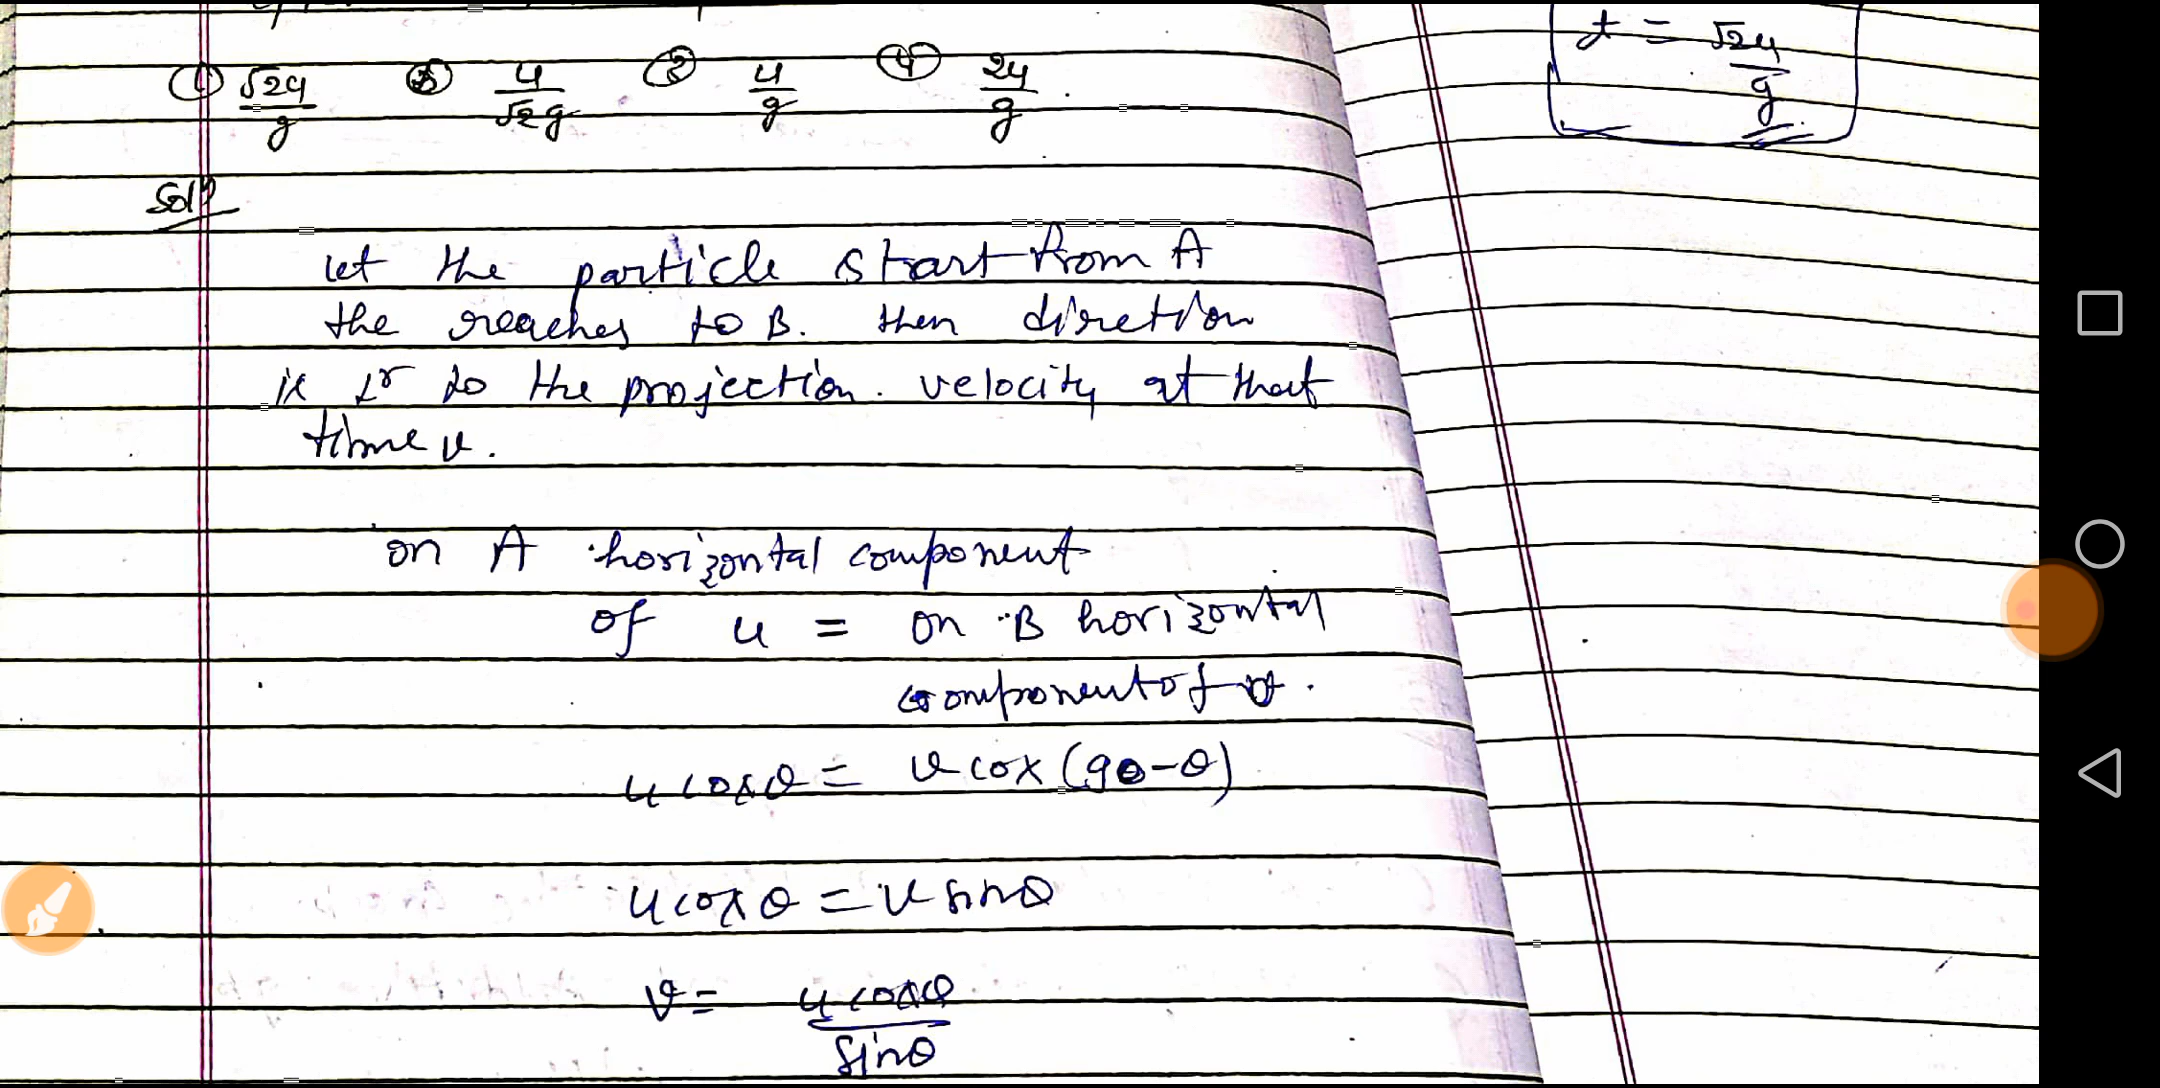 ① √2u/g ② u/√2g ③ u/g ④ 2u/g .
t = √2u/g
Solⁿ
let the particle start from A
the reaches to B. then direction
is ⊥r to the projection. velocity at that
time v.
on A horizontal component
of u = on B horizontal
component of v.
u cosθ = v cos (90-θ)
u cosθ = v sinθ
v = u cosθ/sinθ